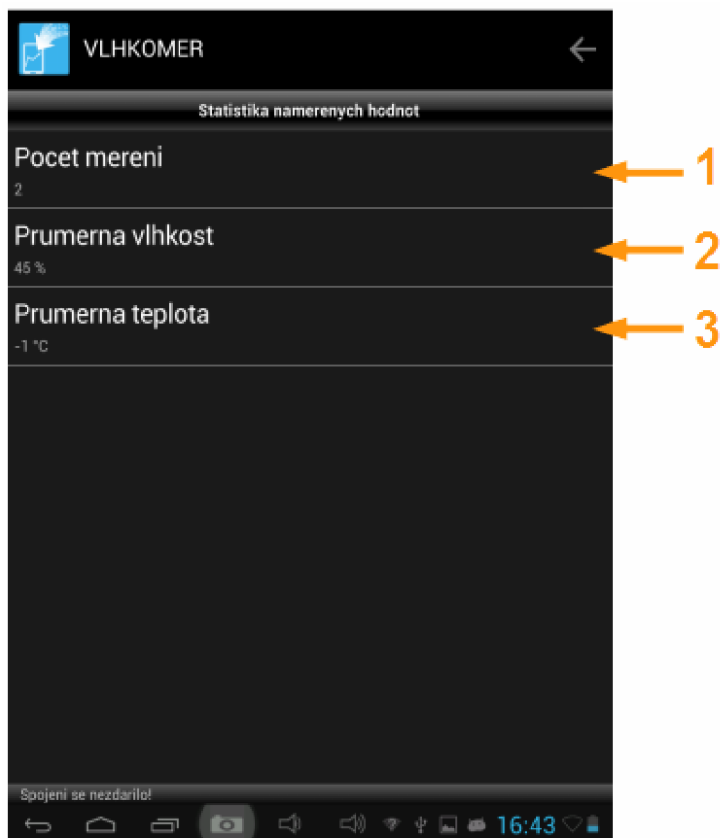 VLHKOMER
Statistika namerenych hodnot
Pocet mereni
1
2
Prumerna vlhkost
2
45 %
Prumerna teplota
3
-1 °C
Spojeni se nezdarilo!
16:43